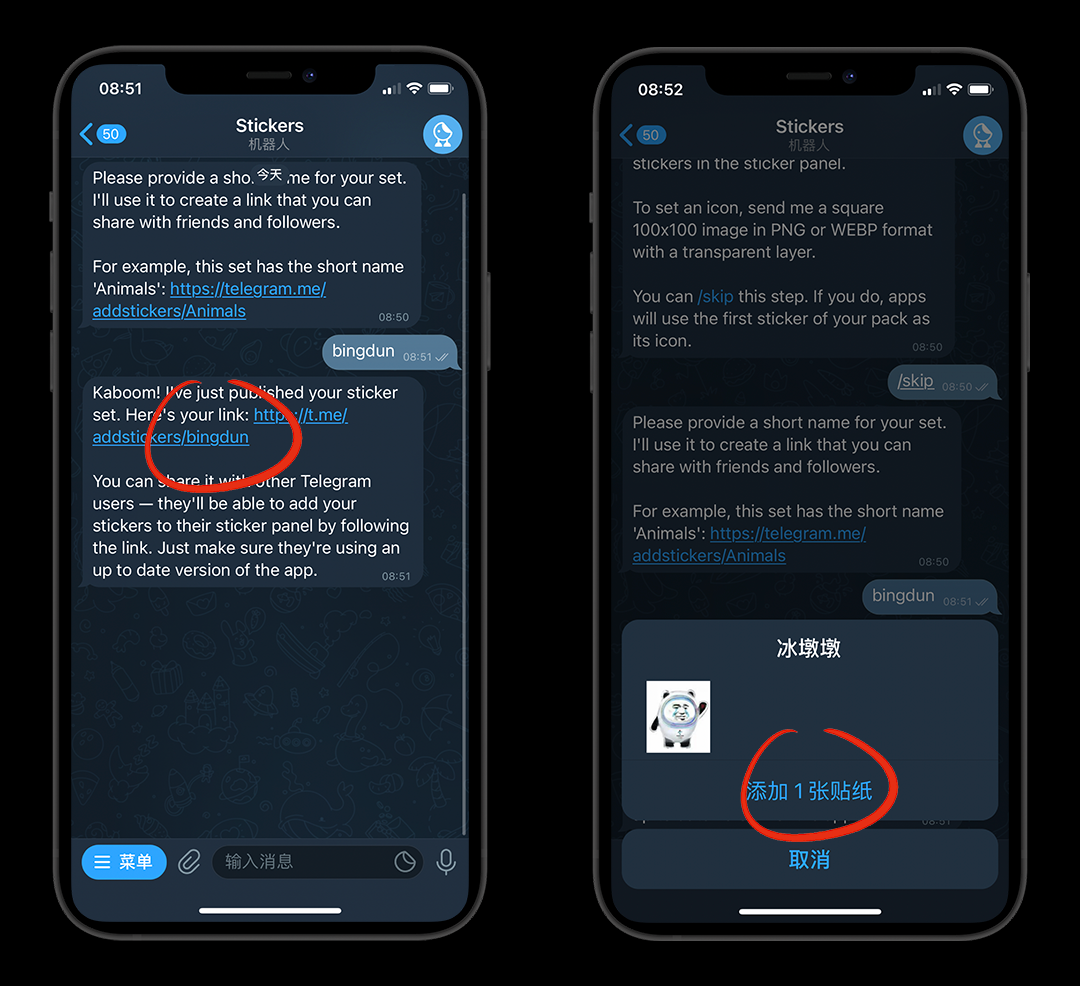 08:51
50
Stickers
机器人
今天
Please provide a sho me for your set.
I'll use it to create a link that you can
share with friends and followers.
For example, this set has the short name
'Animals': https://telegram.me/
addstickers/Animals
08:50
bingdun 08:51
Kaboom! I've just published your sticker
set. Here's your link: https://t.me/
addstickers/bingdun
You can share it with other Telegram
users — they'll be able to add your
stickers to their sticker panel by following
the link. Just make sure they're using an
up to date version of the app.
08:51
菜单
输入消息
08:52
50
Stickers
机器人
stickers in the sticker panel.
To set an icon, send me a square
100x100 image in PNG or WEBP format
with a transparent layer.
You can /skip this step. If you do, apps
will use the first sticker of your pack as
its icon.
08:50
/skip 08:50
Please provide a short name for your set.
I'll use it to create a link that you can
share with friends and followers.
For example, this set has the short name
'Animals': https://telegram.me/
addstickers/Animals
08:50
bingdun 08:51
冰墩墩
添加 1 张贴纸
08:51
取消